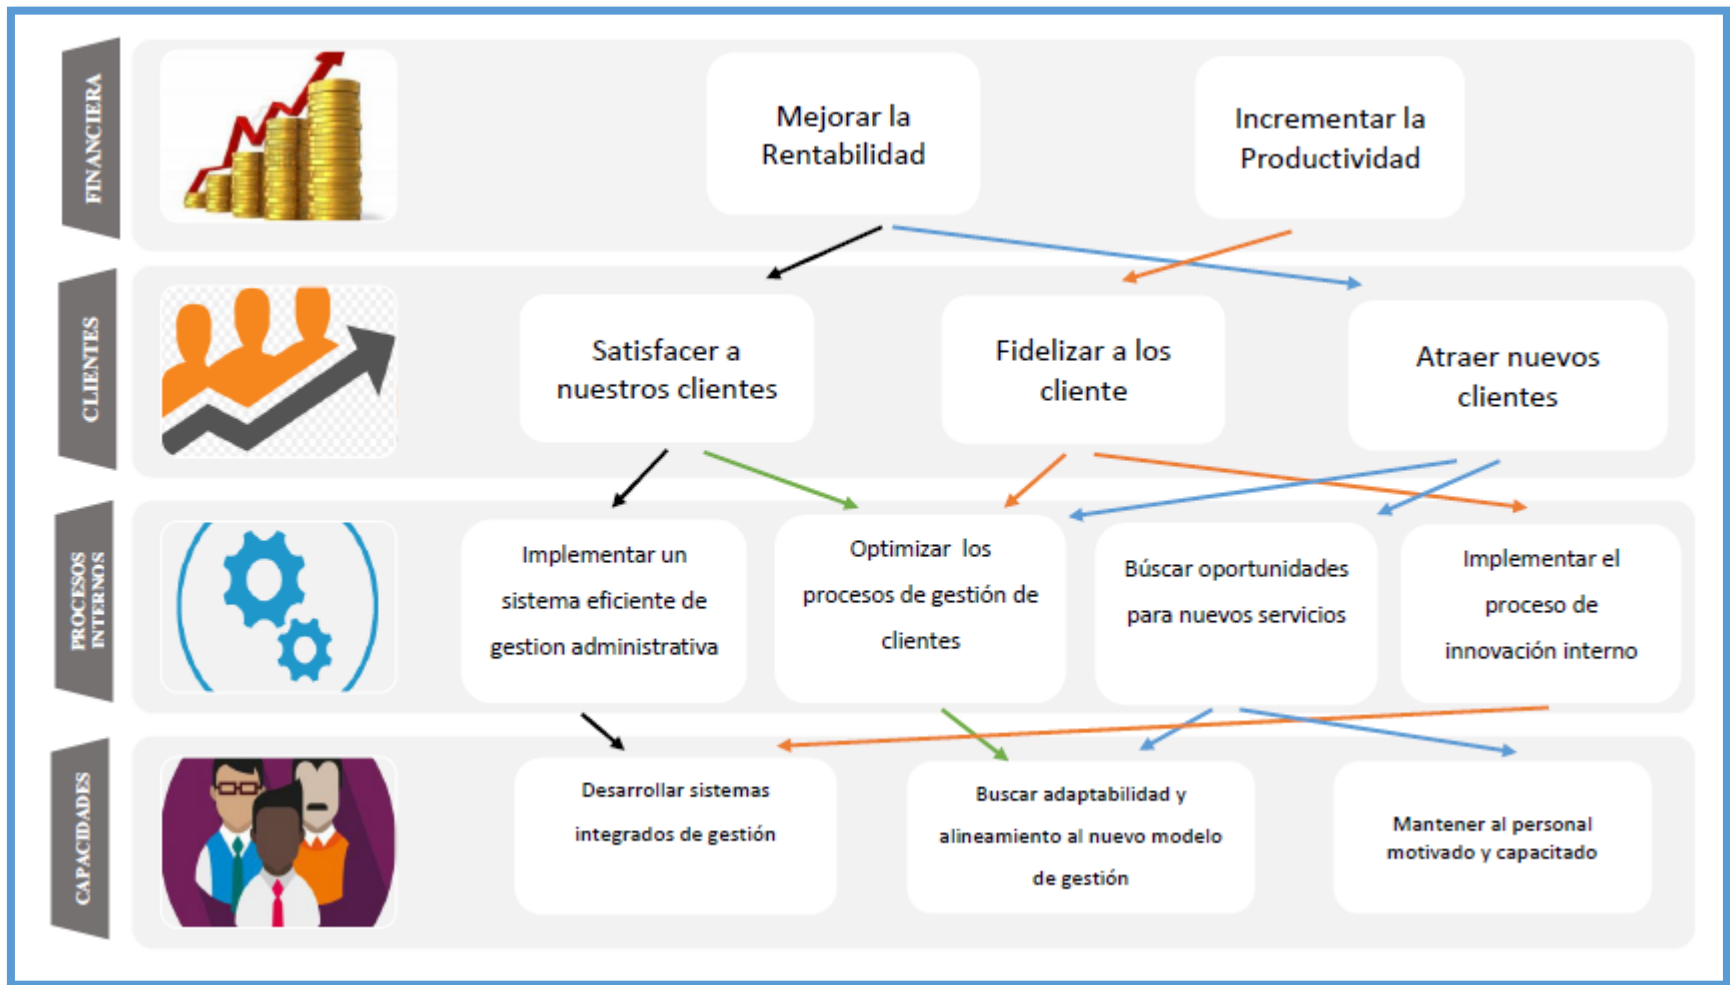 FINANCIERA
Mejorar la
Rentabilidad
Incrementar la
Productividad
CLIENTES
Satisfacer a
nuestros clientes
Fidelizar a los
cliente
Atraer nuevos
clientes
PROCESOS
INTERNOS
Implementar un
sistema eficiente de
gestion administrativa
Optimizar los
procesos de gestión de
clientes
Búscar oportunidades
para nuevos servicios
Implementar el
proceso de
innovación interno
CAPACIDADES
Desarrollar sistemas
integrados de gestión
Buscar adaptabilidad y
alineamiento al nuevo modelo
de gestión
Mantener al personal
motivado y capacitado